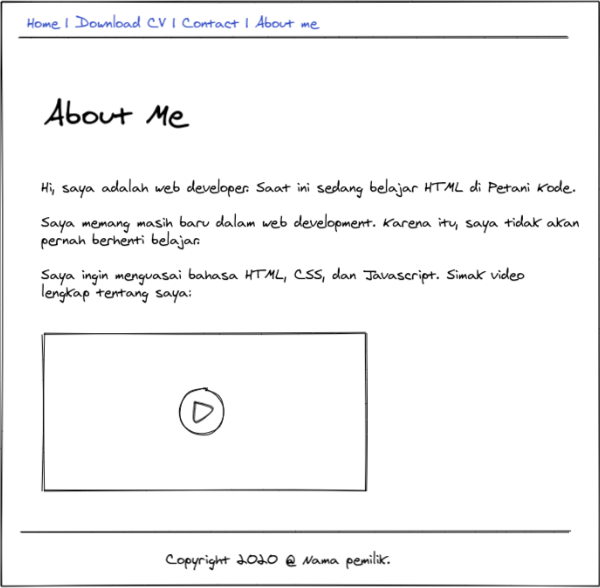 Home | Download CV | Contact | About me
About Me
Hi, saya adalah web developer. Saat ini sedang belajar HTML di Petani Kode.
Saya memang masih baru dalam web development. Karena itu, saya tidak akan
pernah berhenti belajar.
Saya ingin menguasai bahasa HTML, CSS, dan Javascript. Simak video
lengkap tentang saya:
Copyright 2020 @ Nama pemilik.